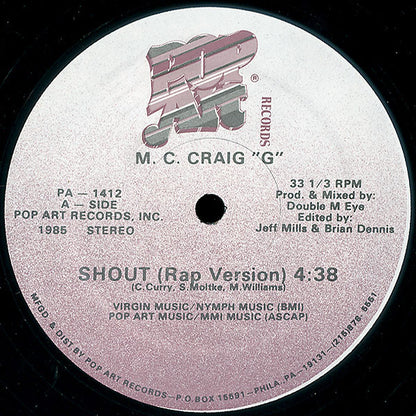 POP
ART
®
RECORDS
M. C. CRAIG "G"
PA – 1412
A – SIDE
POP ART RECORDS, INC.
1985 STEREO
33 1/3 RPM
Prod. & Mixed by:
Double M Eye
Edited by:
Jeff Mills & Brian Dennis
SHOUT (Rap Version) 4:38
(C.Curry, S.Moltke, M.Williams)
VIRGIN MUSIC/NYMPH MUSIC (BMI)
POP ART MUSIC/MMI MUSIC (ASCAP)
MFGD. & DIST BY POP ART RECORDS—P.O.BOX 15591—PHILA. PA—19131—(215)878-5551